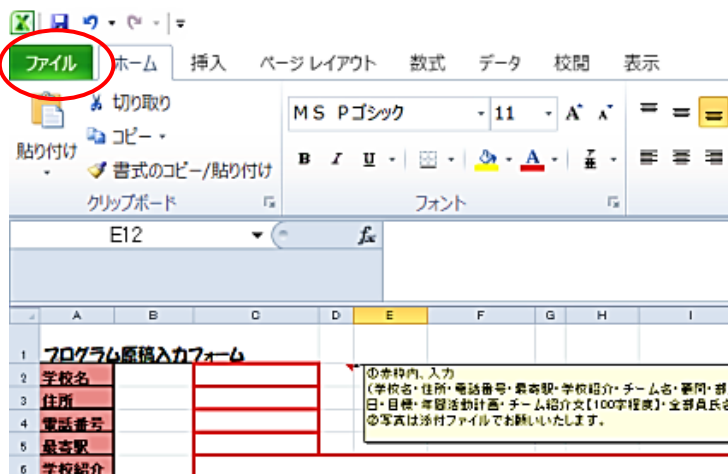 ファイル ホーム 挿入 ページ レイアウト 数式 データ 校閲 表示
切り取り
コピー
貼り付け
書式のコピー/貼り付け
クリップボード
ＭＳ Ｐゴシック 11 A A
B I U A
フォント
E12 fx
A B C D E F G H I
1 プログラム原稿入力フォーム
2 学校名
3 住所
4 電話番号
5 最寄駅
6 学校紹介
①赤枠内、入力
(学校名・住所・電話番号・最寄駅・学校紹介・チーム名・顧問・部
日・目標・年間活動計画・チーム紹介文【100字程度】・全部員氏名
②写真は添付ファイルでお願いいたします。